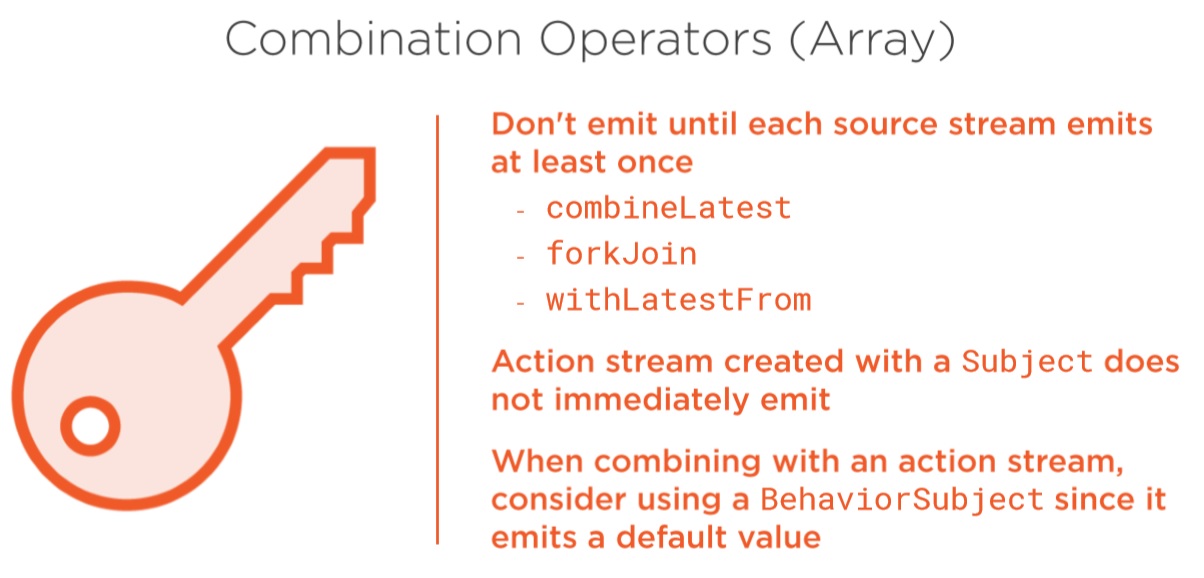 Combination Operators (Array)
Don't emit until each source stream emits
at least once
- combineLatest
- forkJoin
- withLatestFrom
Action stream created with a Subject does
not immediately emit
When combining with an action stream,
consider using a BehaviorSubject since it
emits a default value